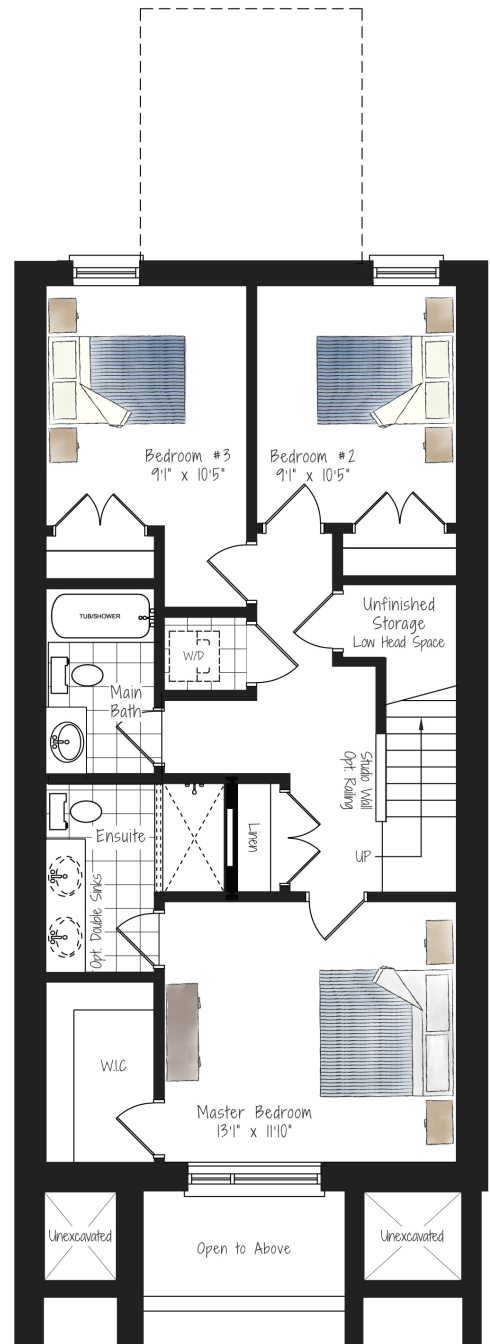 Bedroom #3
9'1" x 10'5"
Bedroom #2
9'1" x 10'5"
Unfinished
Storage
Low Head Space
TUB/SHOWER
W/D
Main
Bath
Studio Wall
Opt. Railing
Ensuite
Linen
UP
Opt. Double Sinks
W.I.C
Master Bedroom
13'1" x 11'10"
Unexcavated
Open to Above
Unexcavated